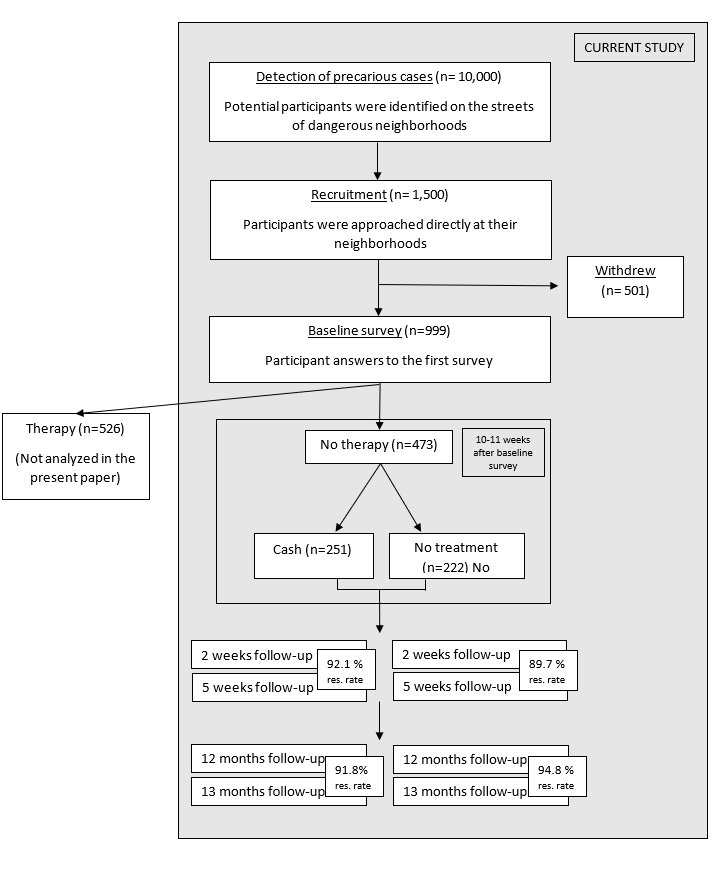 CURRENT STUDY
Detection of precarious cases (n= 10,000)
Potential participants were identified on the streets
of dangerous neighborhoods
Recruitment (n= 1,500)
Participants were approached directly at their
neighborhoods
Withdrew
(n= 501)
Baseline survey (n=999)
Participant answers to the first survey
Therapy (n=526)
(Not analyzed in the
present paper)
No therapy (n=473)
10-11 weeks
after baseline
survey
Cash (n=251)
No treatment
(n=222) No
2 weeks follow-up
5 weeks follow-up
92.1 %
res. rate
2 weeks follow-up
5 weeks follow-up
89.7 %
res. rate
12 months follow-up
13 months follow-up
91.8%
res. rate
12 months follow-up
13 months follow-up
94.8 %
res. rate